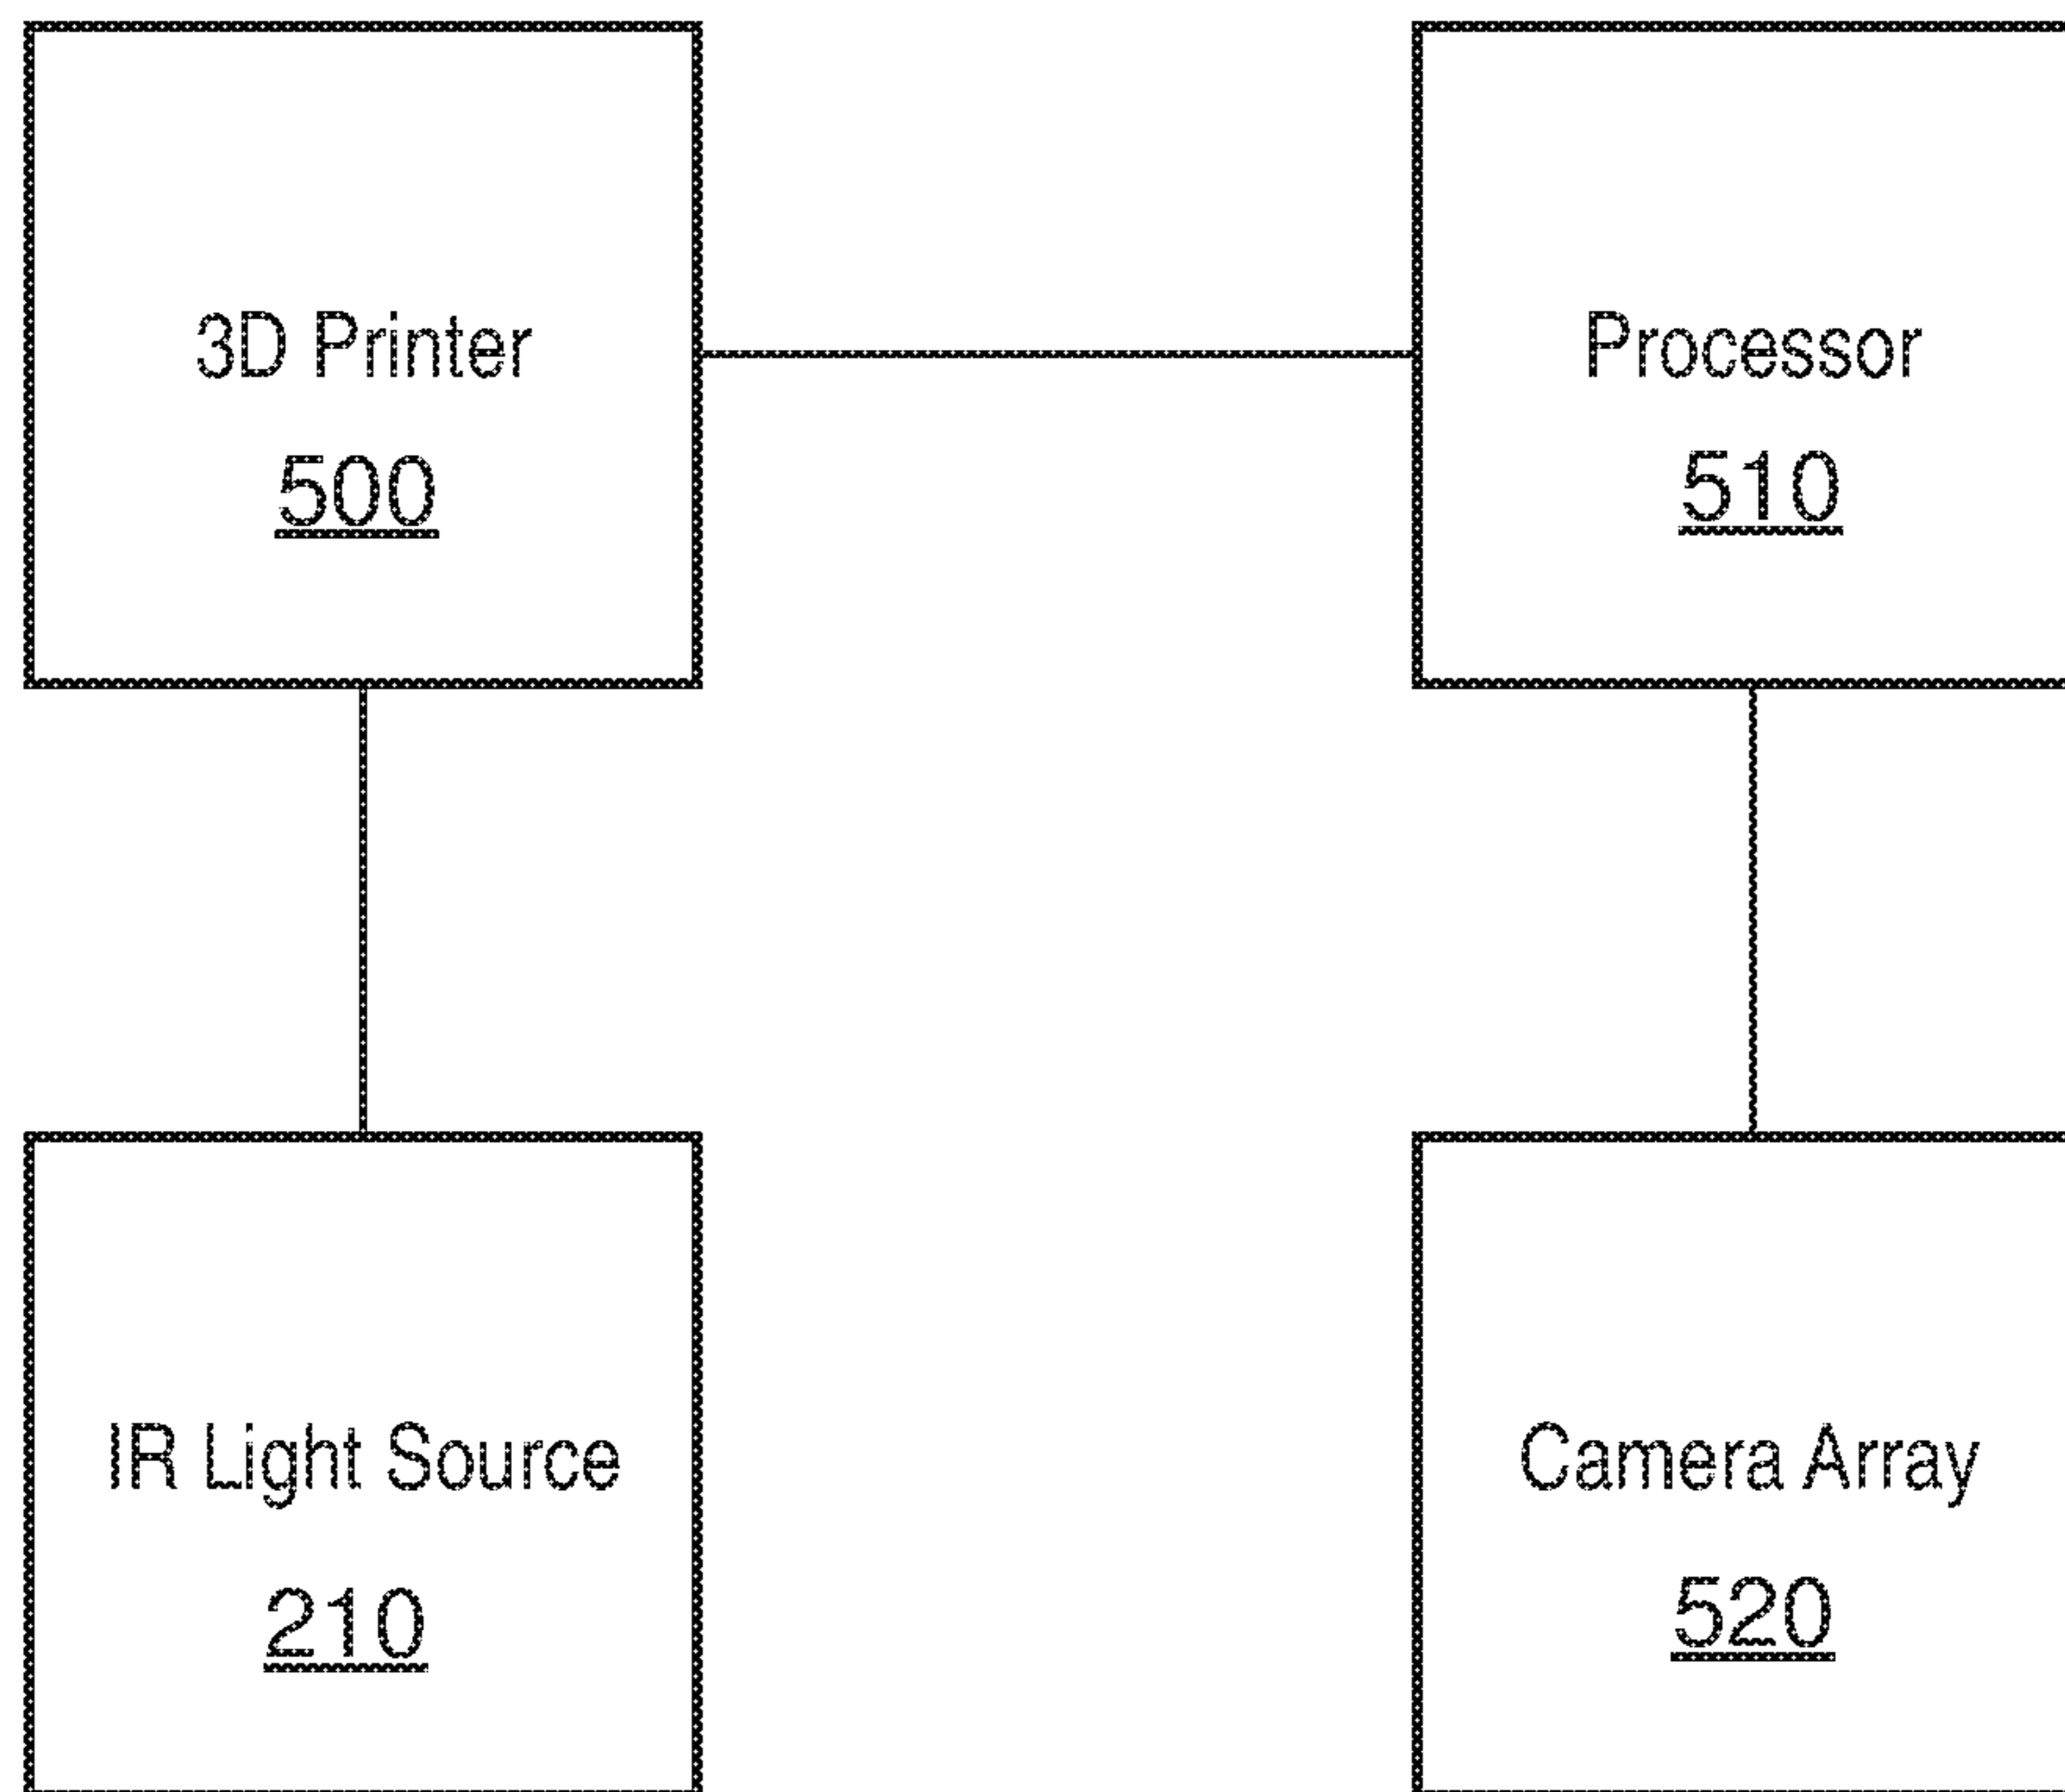 3D Printer
500
Processor
510
IR Light Source
210
Camera Array
520